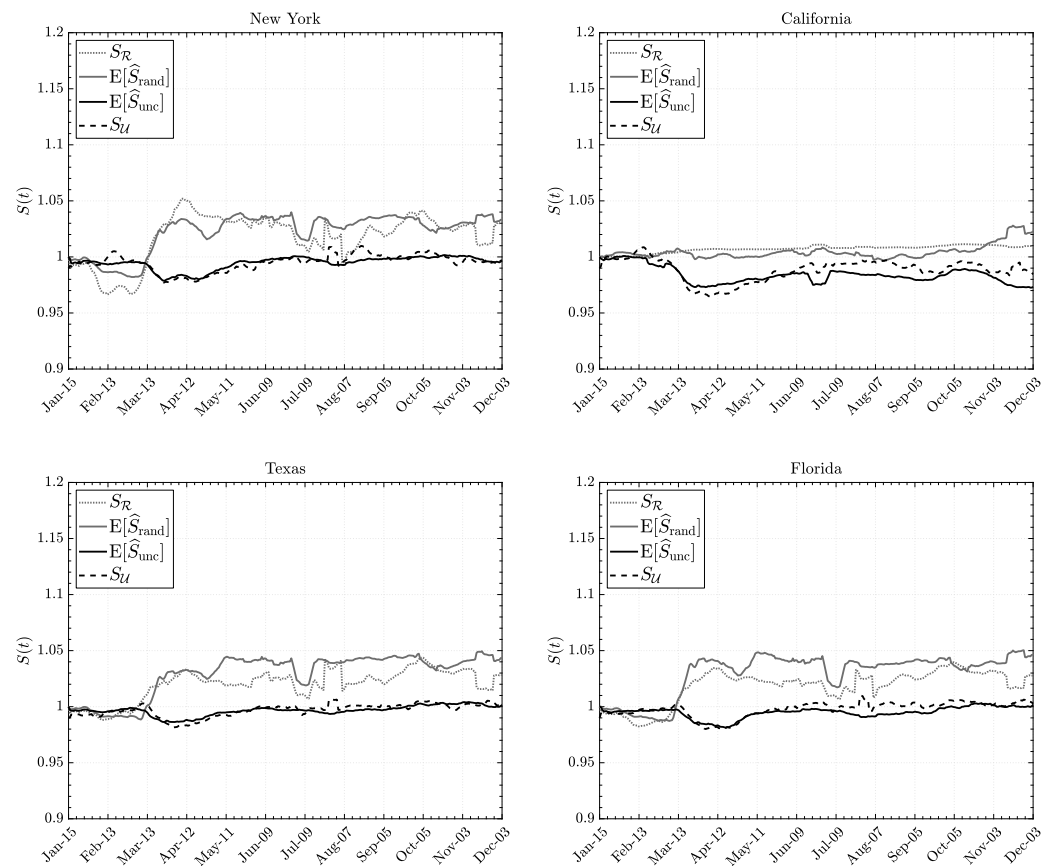 New York
1.2
1.15
1.1
1.05
1
0.95
0.9
S(t)
S_R
E[Ŝ_rand]
E[Ŝ_unc]
S_U
Jan-15
Feb-13
Mar-13
Apr-12
May-11
Jun-09
Jul-09
Aug-07
Sep-05
Oct-05
Nov-03
Dec-03
California
1.2
1.15
1.1
1.05
1
0.95
0.9
S(t)
S_R
E[Ŝ_rand]
E[Ŝ_unc]
S_U
Jan-15
Feb-13
Mar-13
Apr-12
May-11
Jun-09
Jul-09
Aug-07
Sep-05
Oct-05
Nov-03
Dec-03
Texas
1.2
1.15
1.1
1.05
1
0.95
0.9
S(t)
S_R
E[Ŝ_rand]
E[Ŝ_unc]
S_U
Jan-15
Feb-13
Mar-13
Apr-12
May-11
Jun-09
Jul-09
Aug-07
Sep-05
Oct-05
Nov-03
Dec-03
Florida
1.2
1.15
1.1
1.05
1
0.95
0.9
S(t)
S_R
E[Ŝ_rand]
E[Ŝ_unc]
S_U
Jan-15
Feb-13
Mar-13
Apr-12
May-11
Jun-09
Jul-09
Aug-07
Sep-05
Oct-05
Nov-03
Dec-03